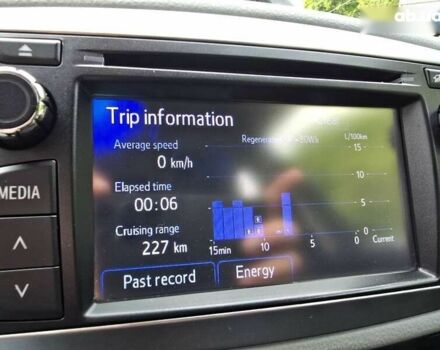 Trip information
Average speed
0 km/h
Elapsed time
00:06
Cruising range
227 km
L/100km
15
10
5
0
15min 10 5 0 Current
Past record
Energy
MEDIA